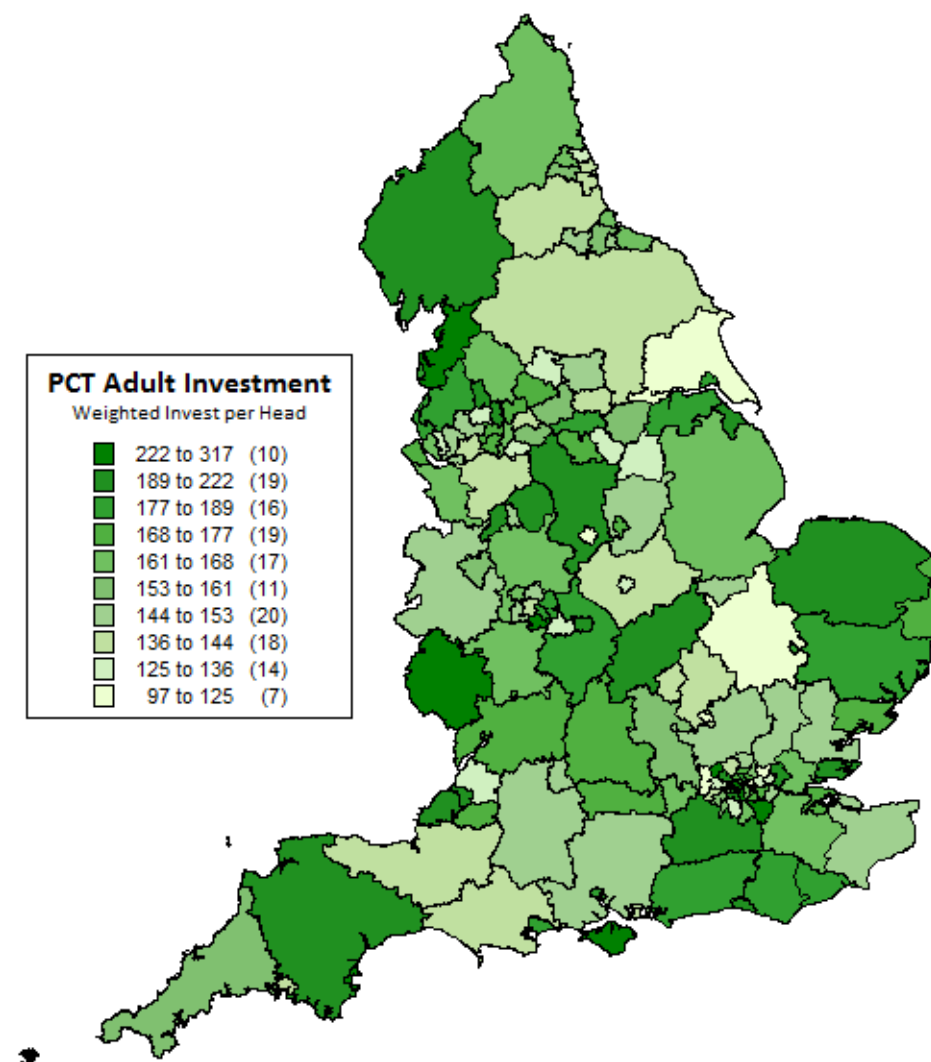 PCT Adult Investment
Weighted Invest per Head
222 to 317 (10)
189 to 222 (19)
177 to 189 (16)
168 to 177 (19)
161 to 168 (17)
153 to 161 (11)
144 to 153 (20)
136 to 144 (18)
125 to 136 (14)
97 to 125 (7)